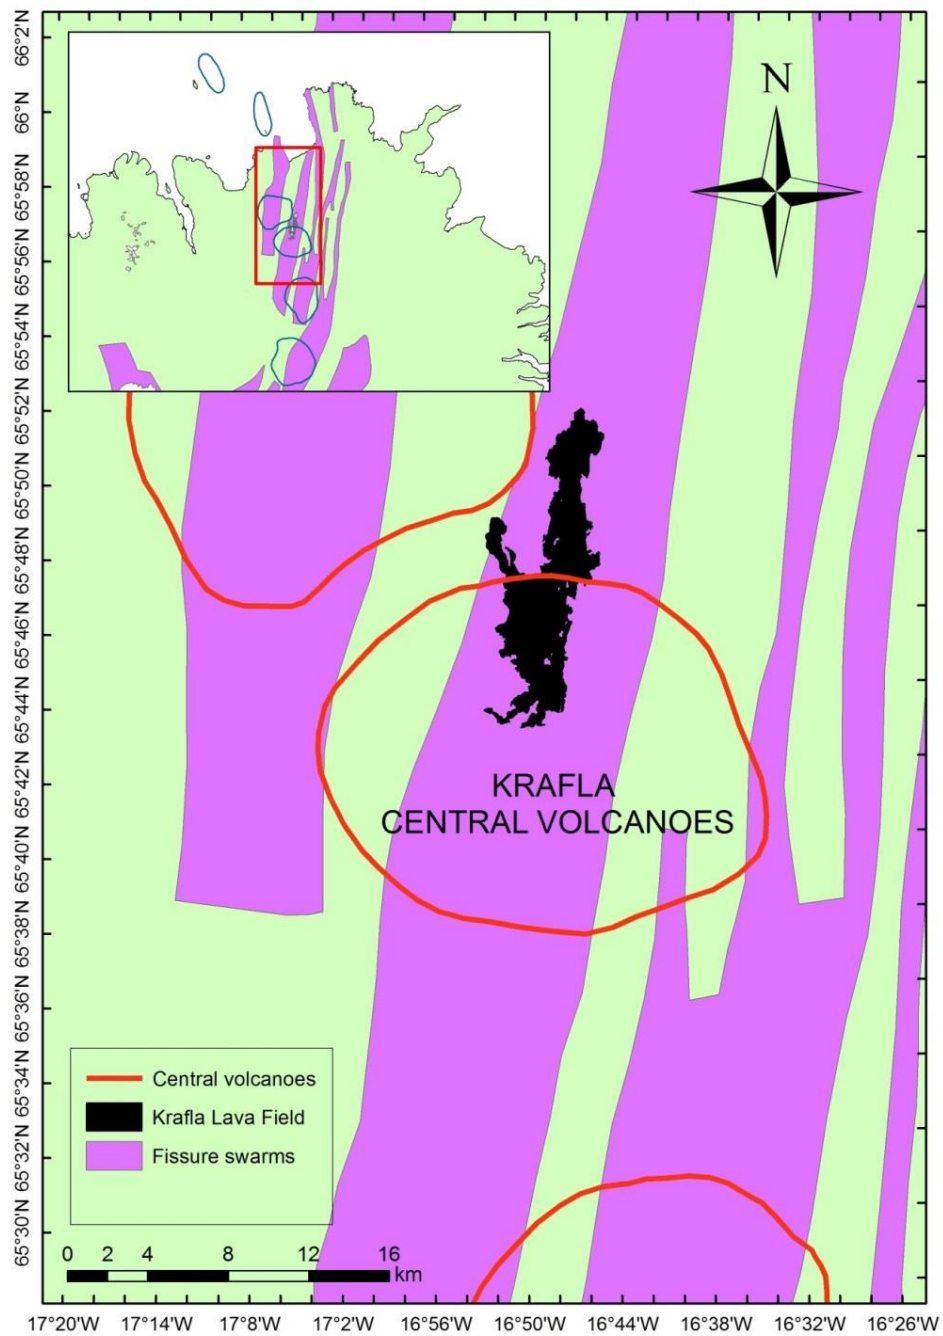 N
66°2'N
66°N
65°58'N
65°56'N
65°54'N
65°52'N
65°50'N
65°48'N
65°46'N
65°44'N
65°42'N
65°40'N
65°38'N
65°36'N
65°34'N
65°32'N
65°30'N
KRAFLA
CENTRAL VOLCANOES
Central volcanoes
Krafla Lava Field
Fissure swarms
0 2 4 8 12 16
km
17°20'W 17°14'W 17°8'W 17°2'W 16°56'W 16°50'W 16°44'W 16°38'W 16°32'W 16°26'W